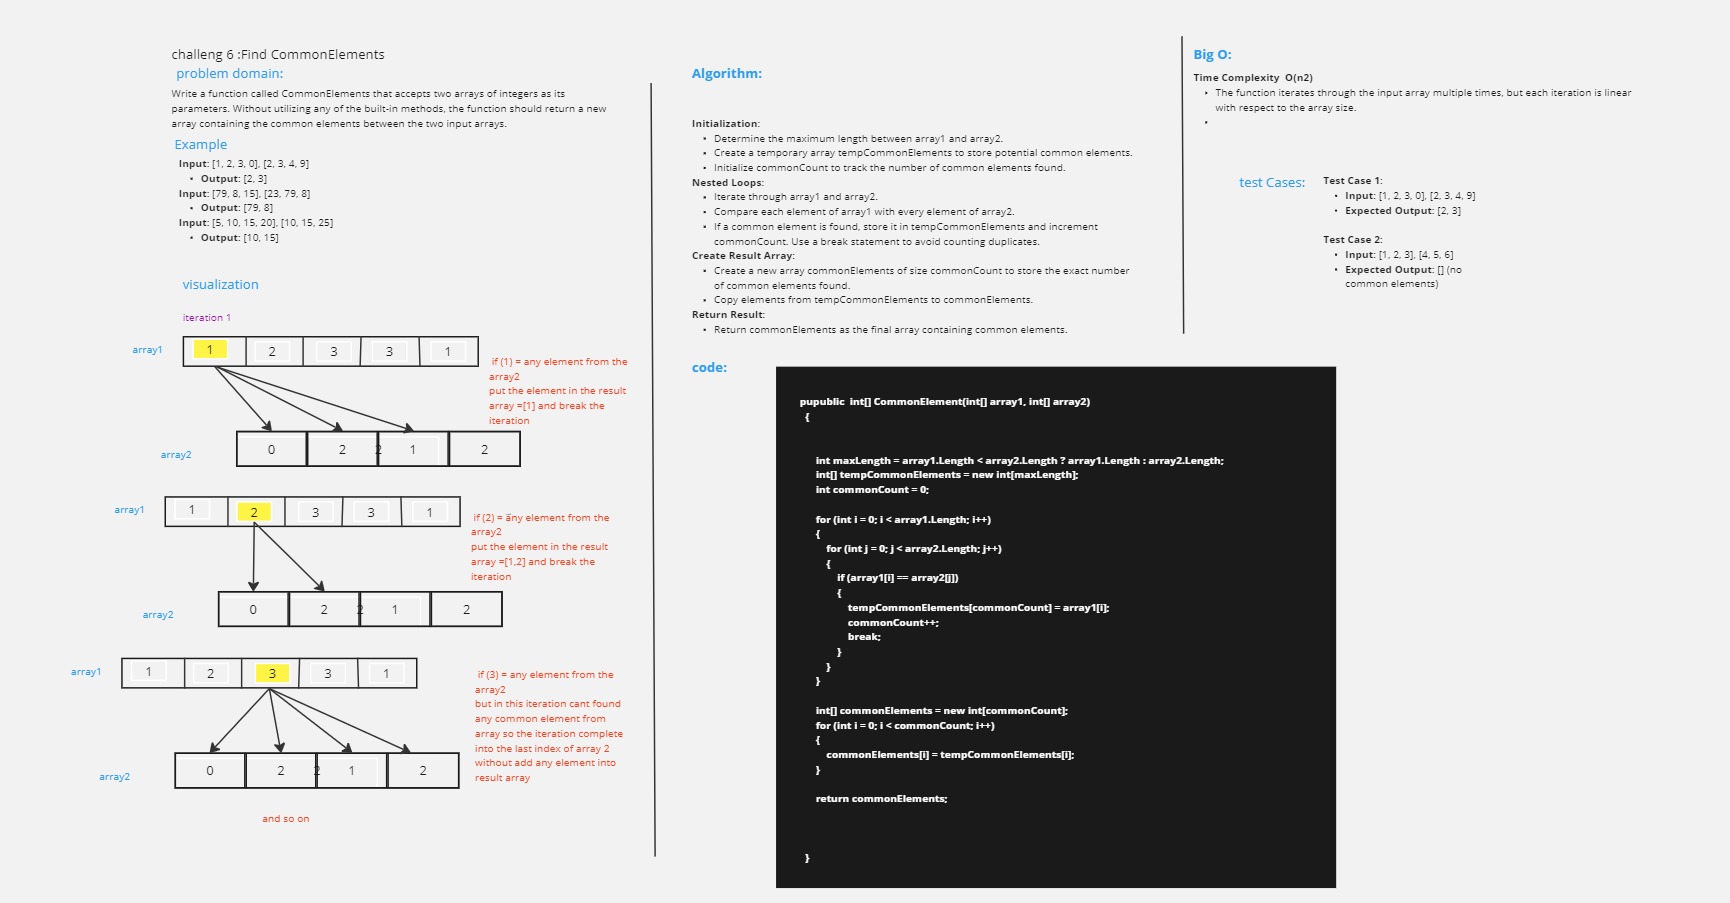 challeng 6 :Find CommonElements
problem domain:
Write a function called CommonElements that accepts two arrays of integers as its
parameters. Without utilizing any of the built-in methods, the function should return a new
array containing the common elements between the two input arrays.
Example
Input: [1, 2, 3, 0], [2, 3, 4, 9]
• Output: [2, 3]
Input: [79, 8, 15], [23, 79, 8]
• Output: [79, 8]
Input: [5, 10, 15, 20], [10, 15, 25]
• Output: [10, 15]
visualization
iteration 1
array1
1 2 3 3 1
if (1) = any element from the
array2
put the element in the result
array =[1] and break the
iteration
array2
0 2 2 1 2
array1
1 2 3 3 1
if (2) = any element from the
array2
put the element in the result
array =[1,2] and break the
iteration
array2
0 2 2 1 2
array1
1 2 3 3 1
if (3) = any element from the
array2
but in this iteration cant found
any common element from
array so the iteration complete
into the last index of array 2
without add any element into
result array
array2
0 2 2 1 2
and so on
Algorithm:
Initialization:
• Determine the maximum length between array1 and array2.
• Create a temporary array tempCommonElements to store potential common elements.
• Initialize commonCount to track the number of common elements found.
Nested Loops:
• Iterate through array1 and array2.
• Compare each element of array1 with every element of array2.
• If a common element is found, store it in tempCommonElements and increment
commonCount. Use a break statement to avoid counting duplicates.
Create Result Array:
• Create a new array commonElements of size commonCount to store the exact number
of common elements found.
• Copy elements from tempCommonElements to commonElements.
Return Result:
• Return commonElements as the final array containing common elements.
code:
pupublic int[] CommonElement(int[] array1, int[] array2)
{
int maxLength = array1.Length < array2.Length ? array1.Length : array2.Length;
int[] tempCommonElements = new int[maxLength];
int commonCount = 0;
for (int i = 0; i < array1.Length; i++)
{
for (int j = 0; j < array2.Length; j++)
{
if (array1[i] == array2[j])
{
tempCommonElements[commonCount] = array1[i];
commonCount++;
break;
}
}
}
int[] commonElements = new int[commonCount];
for (int i = 0; i < commonCount; i++)
{
commonElements[i] = tempCommonElements[i];
}
return commonElements;
}
Big O:
Time Complexity O(n2)
• The function iterates through the input array multiple times, but each iteration is linear
with respect to the array size.
•
test Cases:
Test Case 1:
• Input: [1, 2, 3, 0], [2, 3, 4, 9]
• Expected Output: [2, 3]
Test Case 2:
• Input: [1, 2, 3], [4, 5, 6]
• Expected Output: [] (no
common elements)